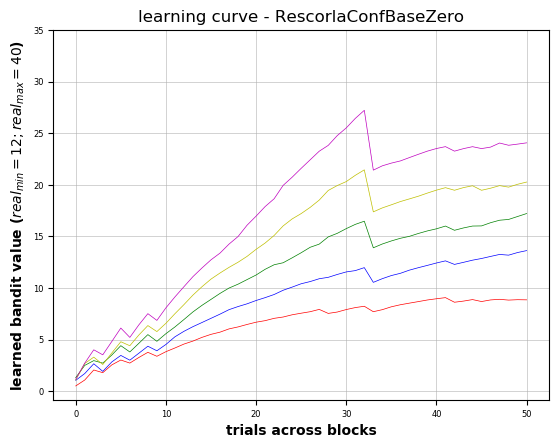 learning curve - RescorlaConfBaseZero
learned bandit value (real_min = 12; real_max = 40)
35
30
25
20
15
10
5
0
0 10 20 30 40 50
trials across blocks